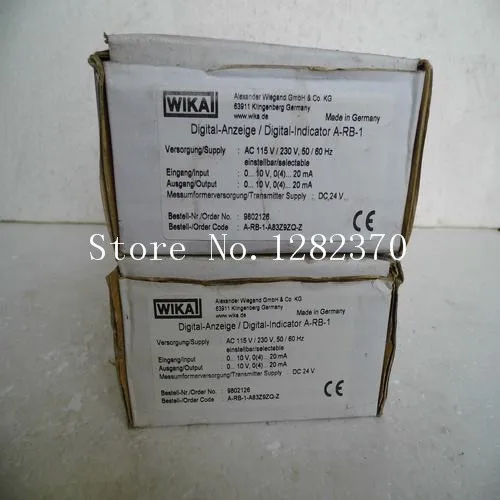 WIKA
Alexander Wiegand GmbH & Co. KG
63911 Klingenberg Germany
www.wika.de
Made in Germany
Digital-Anzeige / Digital-Indicator A-RB-1
Versorgung/Supply : AC 115 V / 230 V, 50 / 60 Hz
einstellbar/selectable
Eingang/Input : 0... 10 V, 0(4)... 20 mA
Ausgang/Output : 0... 10 V, 0(4)... 20 mA
Messumformerversorgung/Transmitter Supply : DC 24 V
Bestell-Nr./Order No. : 9802126
Bestell-/Order Code : A-RB-1-A83Z9ZQ-Z
CE
Store No.: 1282370
WIKA
Alexander Wiegand GmbH & Co. KG
63911 Klingenberg Germany
www.wika.de
Made in Germany
Digital-Anzeige / Digital-Indicator A-RB-1
Versorgung/Supply : AC 115 V / 230 V, 50 / 60 Hz
einstellbar/selectable
Eingang/Input : 0... 10 V, 0(4)... 20 mA
Ausgang/Output : 0... 10 V, 0(4)... 20 mA
Messumformerversorgung/Transmitter Supply : DC 24 V
Bestell-Nr./Order No. : 9802126
Bestell-/Order Code : A-RB-1-A83Z9ZQ-Z
CE